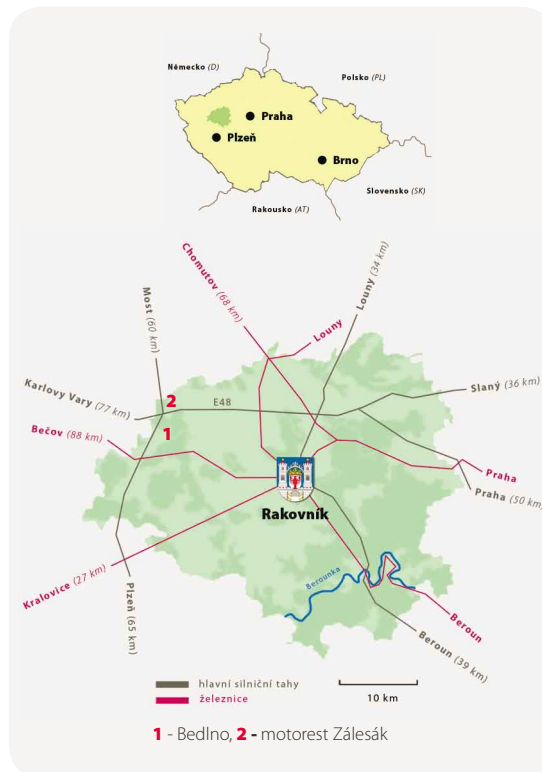 Německo (D)
Polsko (PL)
Praha
Plzeň
Brno
Slovensko (SK)
Rakousko (AT)
Chomutov (68 km)
Louny (34 km)
Most (60 km)
Louny
Karlovy Vary (77 km)
2
E48
Slaný (36 km)
Bečov (88 km)
1
Praha
Praha (50 km
Rakovník
Kralovice (27 km)
Berounka
Plzeň (65 km)
Beroun
Beroun (39 km)
hlavní silniční tahy
železnice
10 km
1 - Bedlno, 2 - motorest Zálesák